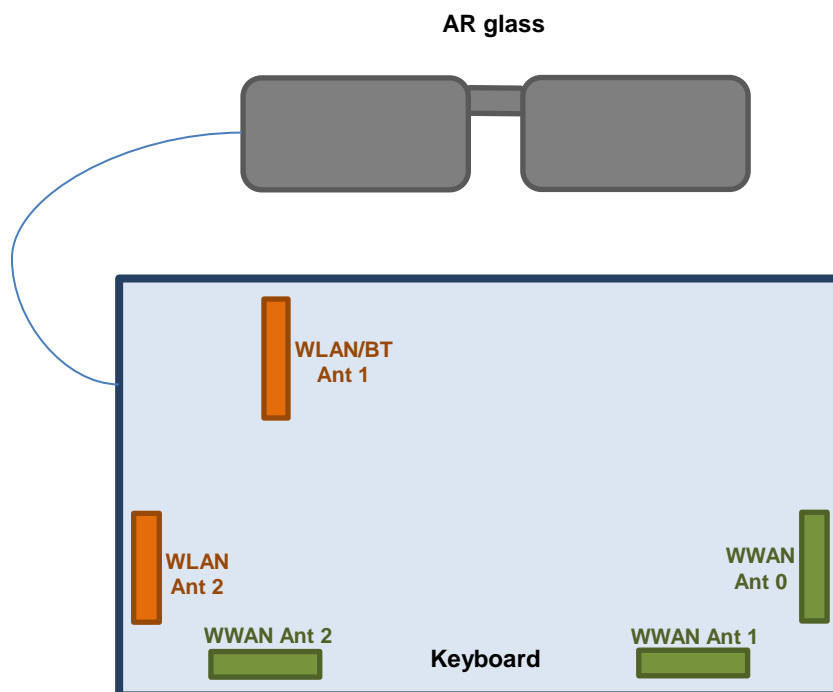 AR glass
WLAN/BT
Ant 1
WLAN
Ant 2
WWAN
Ant 0
WWAN Ant 2
WWAN Ant 1
Keyboard